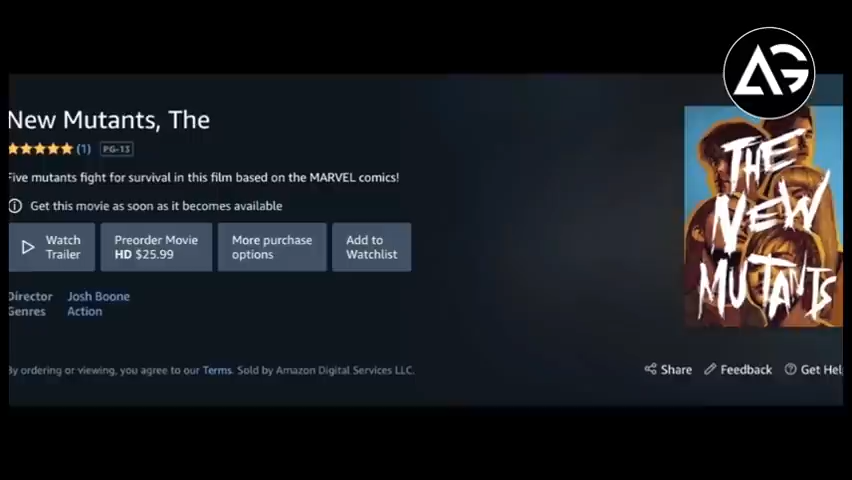 AG
New Mutants, The
(1) PG-13
Five mutants fight for survival in this film based on the MARVEL comics!
Get this movie as soon as it becomes available
Watch Trailer
Preorder Movie
HD $25.99
More purchase options
Add to Watchlist
Director Josh Boone
Genres Action
By ordering or viewing, you agree to our Terms. Sold by Amazon Digital Services LLC.
THE
NEW
MUTANTS
Share Feedback Get Hel